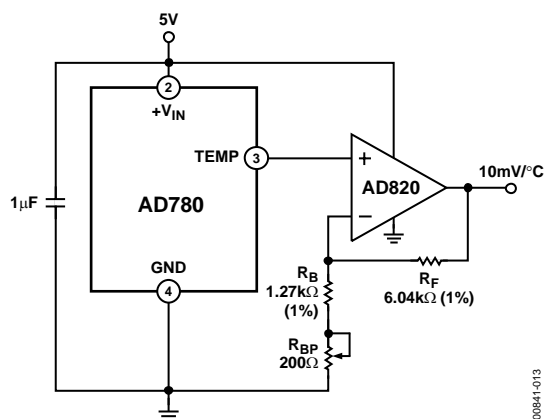 5V
2
+VIN
TEMP
3
+
AD820
10mV/°C
1µF
AD780
−
GND
4
RB
1.27kΩ
(1%)
RF
6.04kΩ (1%)
RBP
200Ω
00841-013